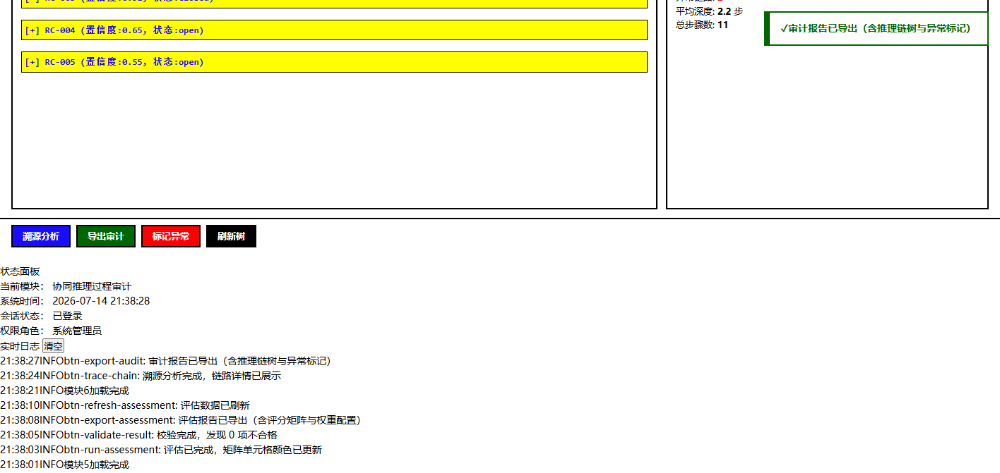 [+] RC-004 (置信度:0.65, 状态:open)
[+] RC-005 (置信度:0.55, 状态:open)
平均深度: 2.2 步
总步骤数: 11
✓审计报告已导出（含推理链树与异常标记）
溯源分析 导出审计 标记异常 刷新树
状态面板
当前模块： 协同推理过程审计
系统时间： 2026-07-14 21:38:28
会话状态： 已登录
权限角色： 系统管理员
实时日志 清空
21:38:27INFObtn-export-audit: 审计报告已导出（含推理链树与异常标记）
21:38:24INFObtn-trace-chain: 溯源分析完成，链路详情已展示
21:38:21INFO模块6加载完成
21:38:10INFObtn-refresh-assessment: 评估数据已刷新
21:38:08INFObtn-export-assessment: 评估报告已导出（含评分矩阵与权重配置）
21:38:05INFObtn-validate-result: 校验完成，发现 0 项不合格
21:38:03INFObtn-run-assessment: 评估已完成，矩阵单元格颜色已更新
21:38:01INFO模块5加载完成